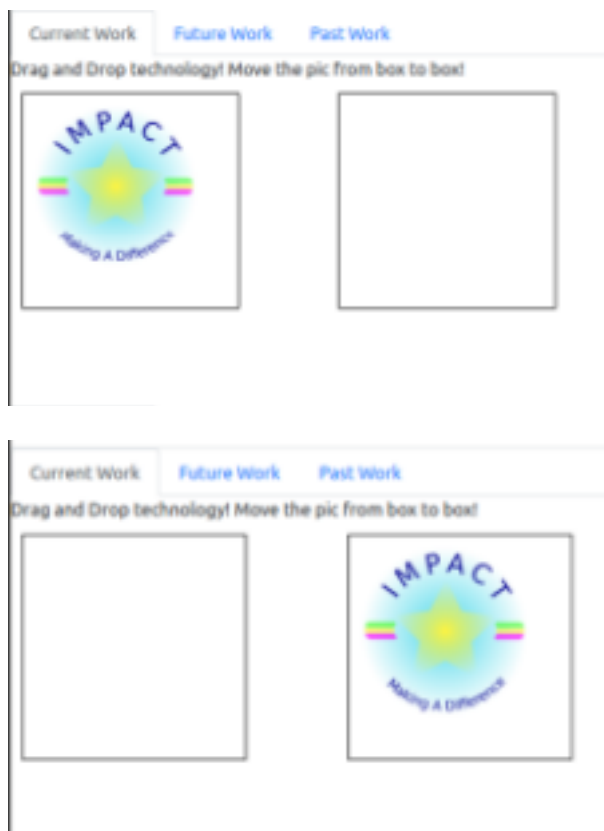 Current Work Future Work Past Work
Drag and Drop technology! Move the pic from box to box!
IMPACT
Making A Difference
Current Work Future Work Past Work
Drag and Drop technology! Move the pic from box to box!
IMPACT
Making A Difference